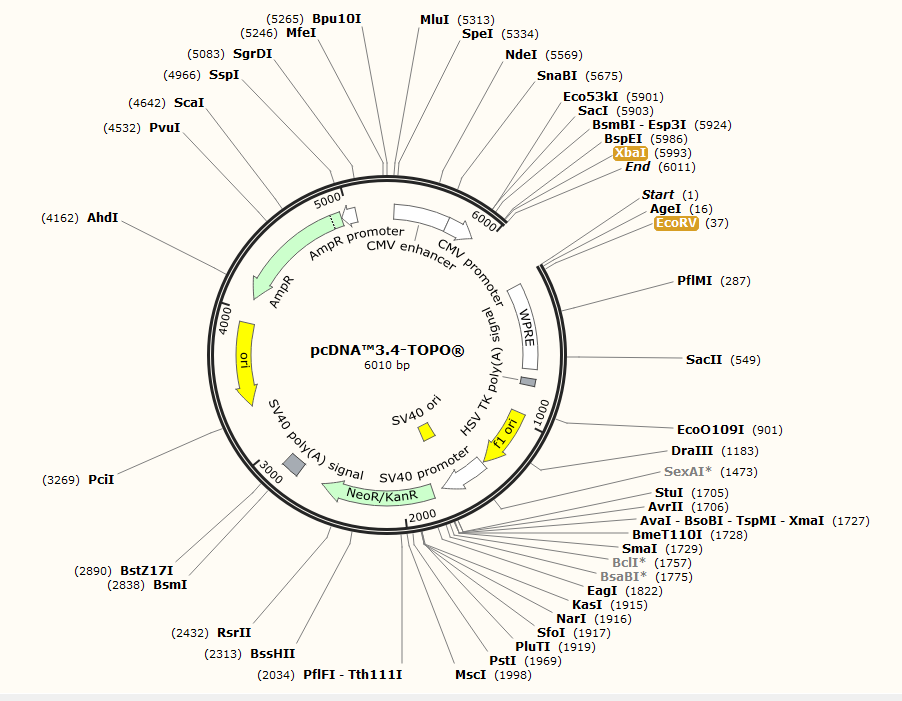 (5265) Bpu10I
(5246) MfeI
(5083) SgrDI
(4966) SspI
(4642) ScaI
(4532) PvuI
(4162) AhdI
(3269) PciI
(2890) BstZ17I
(2838) BsmI
(2432) RsrII
(2313) BssHII
(2034) PflFI - Tth111I
MluI (5313)
SpeI (5334)
NdeI (5569)
SnaBI (5675)
Eco53kI (5901)
SacI (5903)
BsmBI - Esp3I (5924)
BspEI (5986)
XbaI (5993)
End (6011)
Start (1)
AgeI (16)
EcoRV (37)
PflMI (287)
SacII (549)
EcoO109I (901)
DraIII (1183)
SexAI* (1473)
StuI (1705)
AvrII (1706)
AvaI - BsoBI - TspMI - XmaI (1727)
BmeT110I (1728)
SmaI (1729)
BclI* (1757)
BsaBI* (1775)
EagI (1822)
KasI (1915)
NarI (1916)
SfoI (1917)
PluTI (1919)
PstI (1969)
MscI (1998)
5000
6000
1000
2000
3000
4000
AmpR promoter
CMV enhancer
CMV promoter
AmpR
WPRE
HSV TK poly(A) signal
ori
pcDNA™3.4-TOPO®
6010 bp
SV40 ori
f1 ori
SV40 poly(A) signal
SV40 promoter
NeoR/KanR